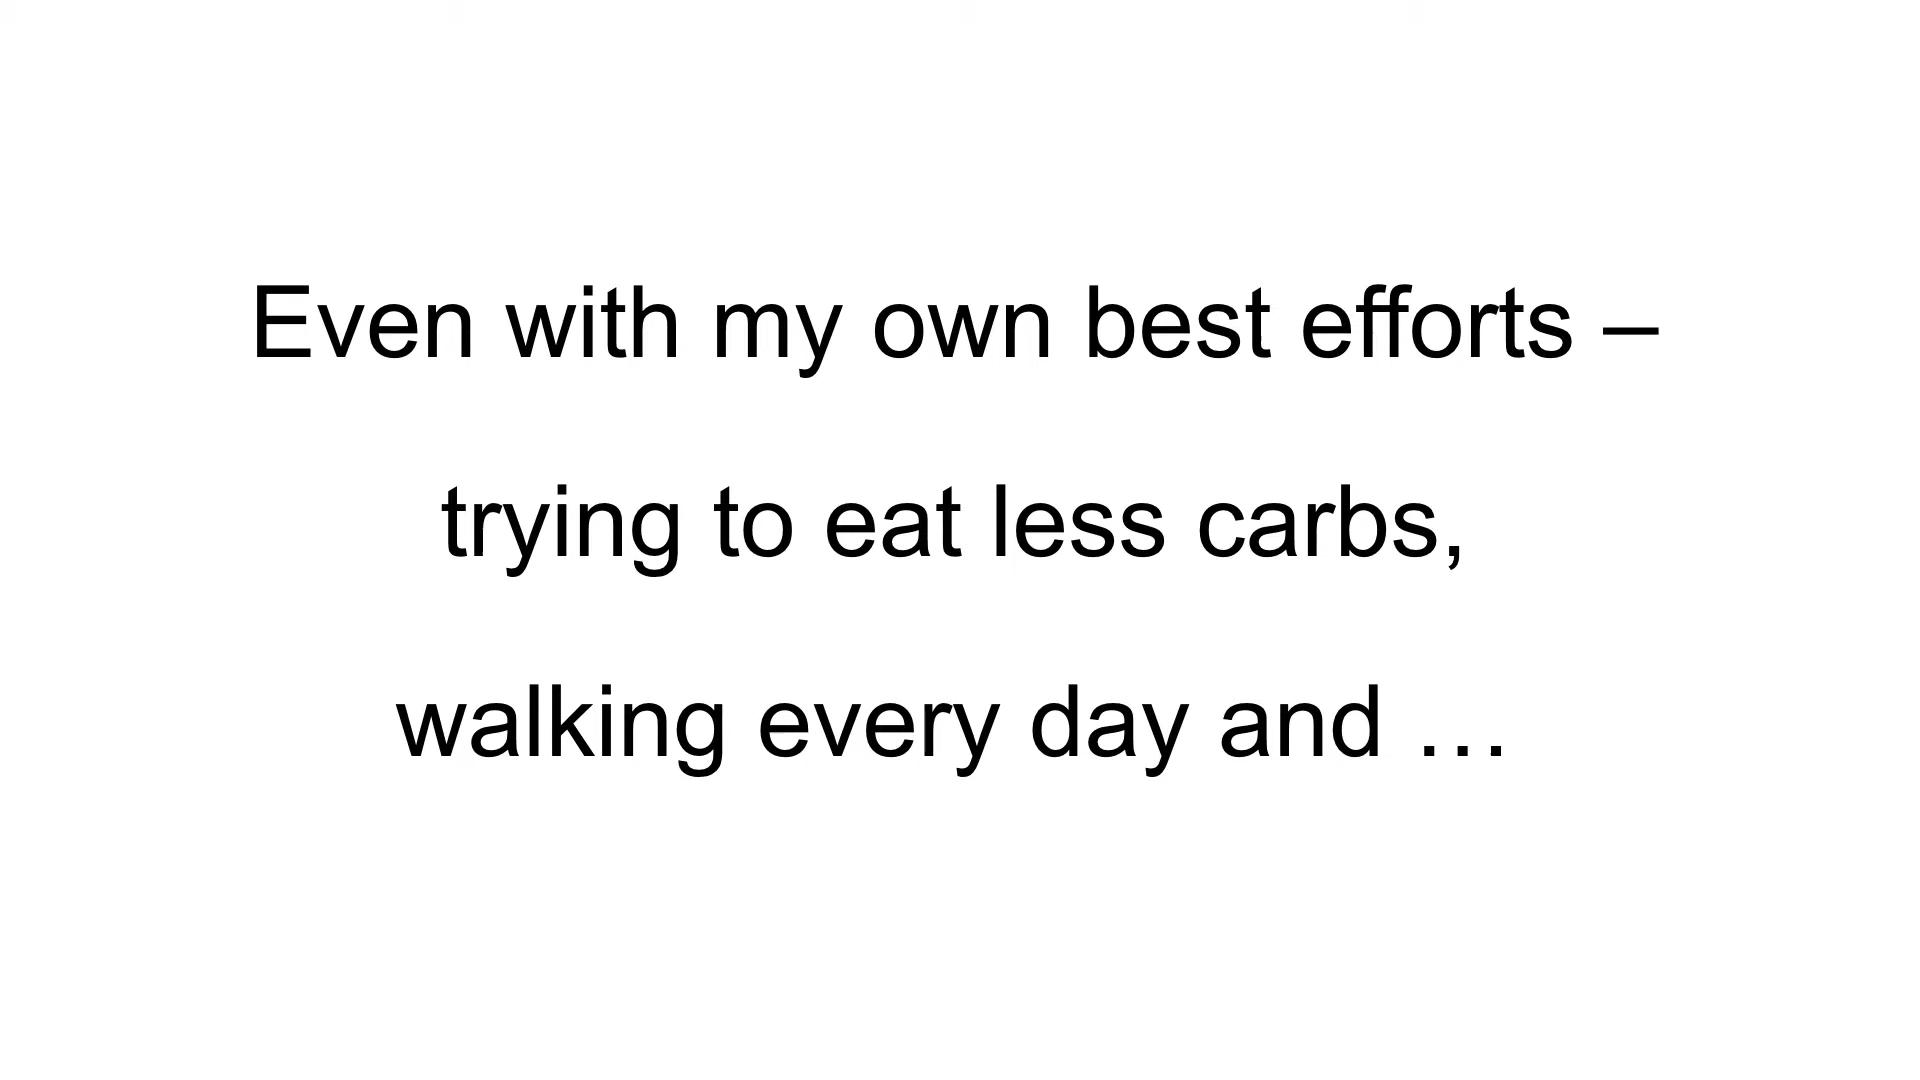 Even with my own best efforts –
trying to eat less carbs,
walking every day and …